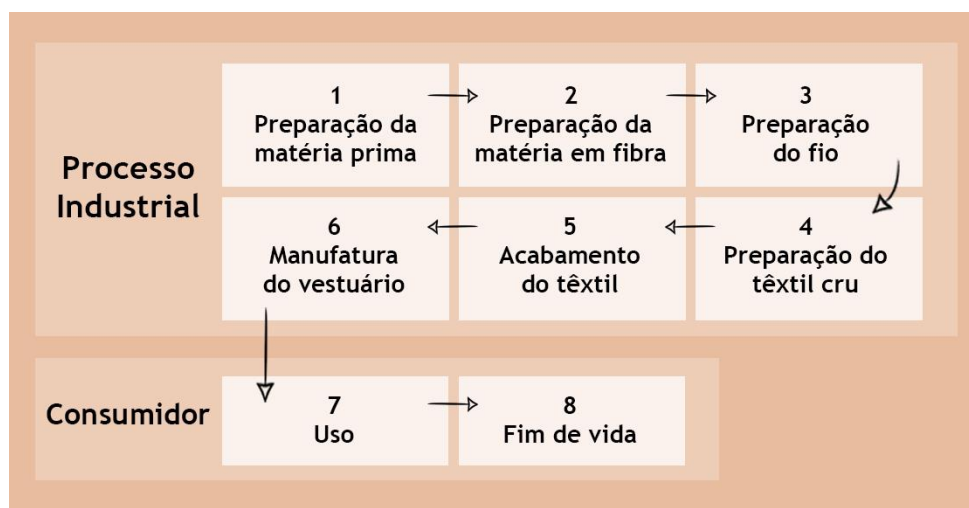 Processo
Industrial
1
Preparação da
matéria prima
2
Preparação da
matéria em fibra
3
Preparação
do fio
4
Preparação do
têxtil cru
5
Acabamento
do têxtil
6
Manufatura
do vestuário
Consumidor
7
Uso
8
Fim de vida